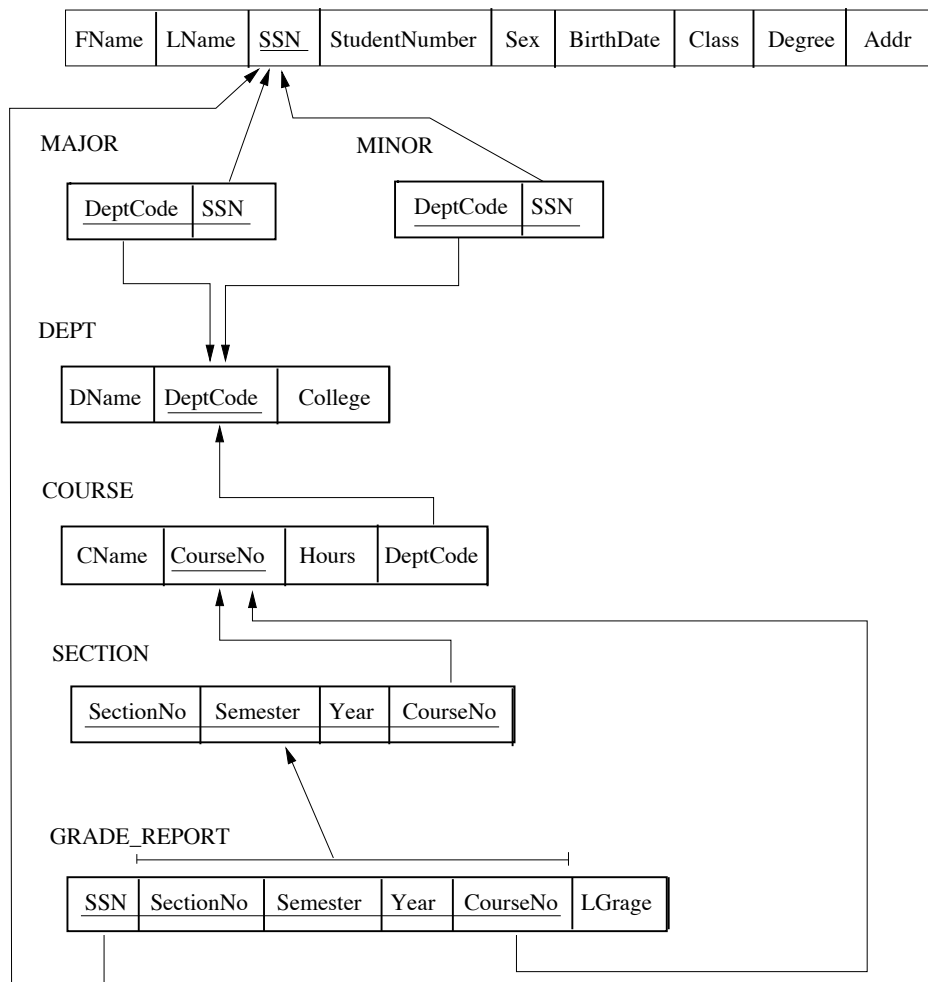 FName LName SSN StudentNumber Sex BirthDate Class Degree Addr
MAJOR MINOR
DeptCode SSN DeptCode SSN
DEPT
DName DeptCode College
COURSE
CName CourseNo Hours DeptCode
SECTION
SectionNo Semester Year CourseNo
GRADE_REPORT
SSN SectionNo Semester Year CourseNo LGrage